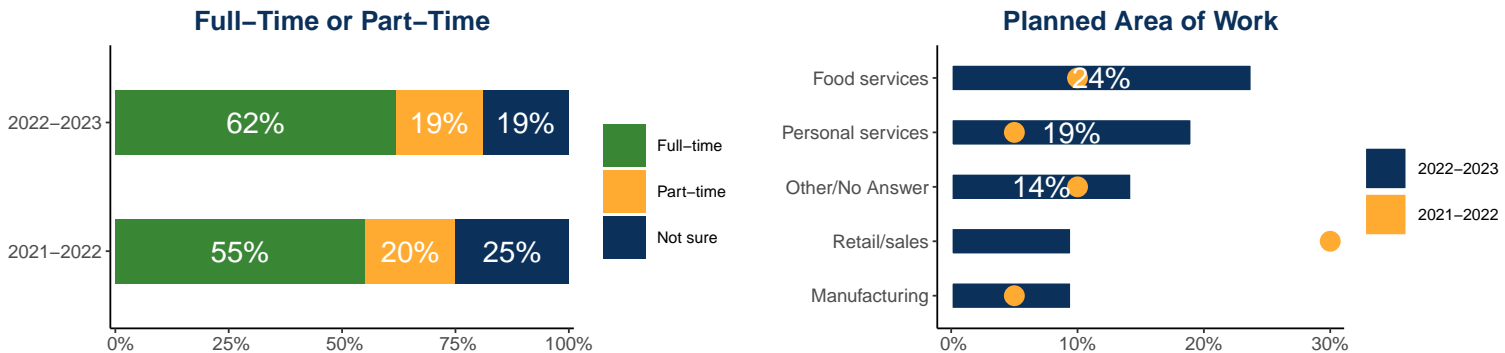 Full−Time or Part−Time
2022−2023
62%
19%
19%
2021−2022
55%
20%
25%
0%
25%
50%
75%
100%
Full−time
Part−time
Not sure
Planned Area of Work
Food services
24%
Personal services
19%
Other/No Answer
14%
Retail/sales
Manufacturing
0%
10%
20%
30%
2022−2023
2021−2022